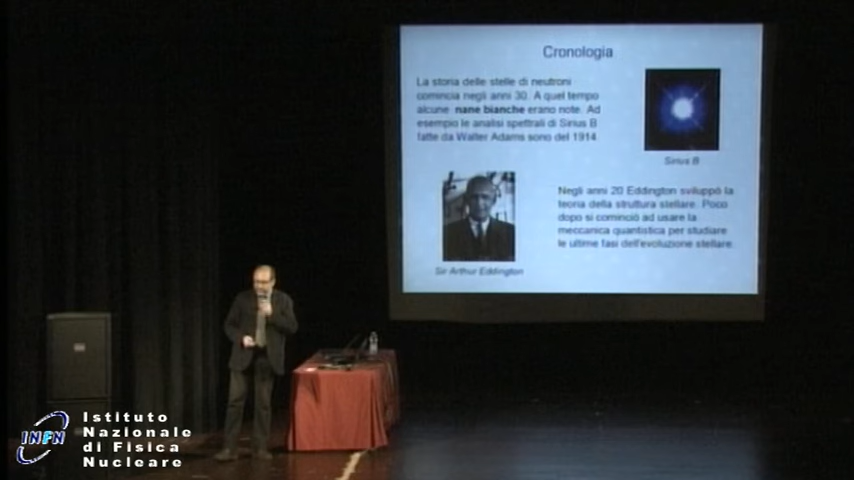 Cronologia
La storia delle stelle di neutroni
comincia negli anni 30. A quel tempo
alcune nane bianche erano note. Ad
esempio le analisi spettrali di Sirius B
fatte da Walter Adams sono del 1914.
Sirius B
Negli anni 20 Eddington sviluppò la
teoria della struttura stellare. Poco
dopo si cominciò ad usare la
meccanica quantistica per studiare
le ultime fasi dell'evoluzione stellare.
Sir Arthur Eddington
INFN
Istituto
Nazionale
di Fisica
Nucleare